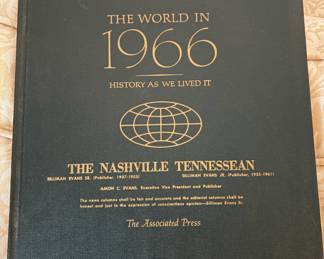 THE WORLD IN
1966
HISTORY AS WE LIVED IT
THE NASHVILLE TENNESSEAN
SILLIMAN EVANS SR. (Publisher, 1937-1955) SILLIMAN EVANS JR. (Publisher, 1955-1961)
AMON C. EVANS, Executive Vice President and Publisher
The news columns shall be fair and accurate and the editorial columns shall be
honest and just in the expression of conscientious opinion—Silliman Evans Sr.
The Associated Press